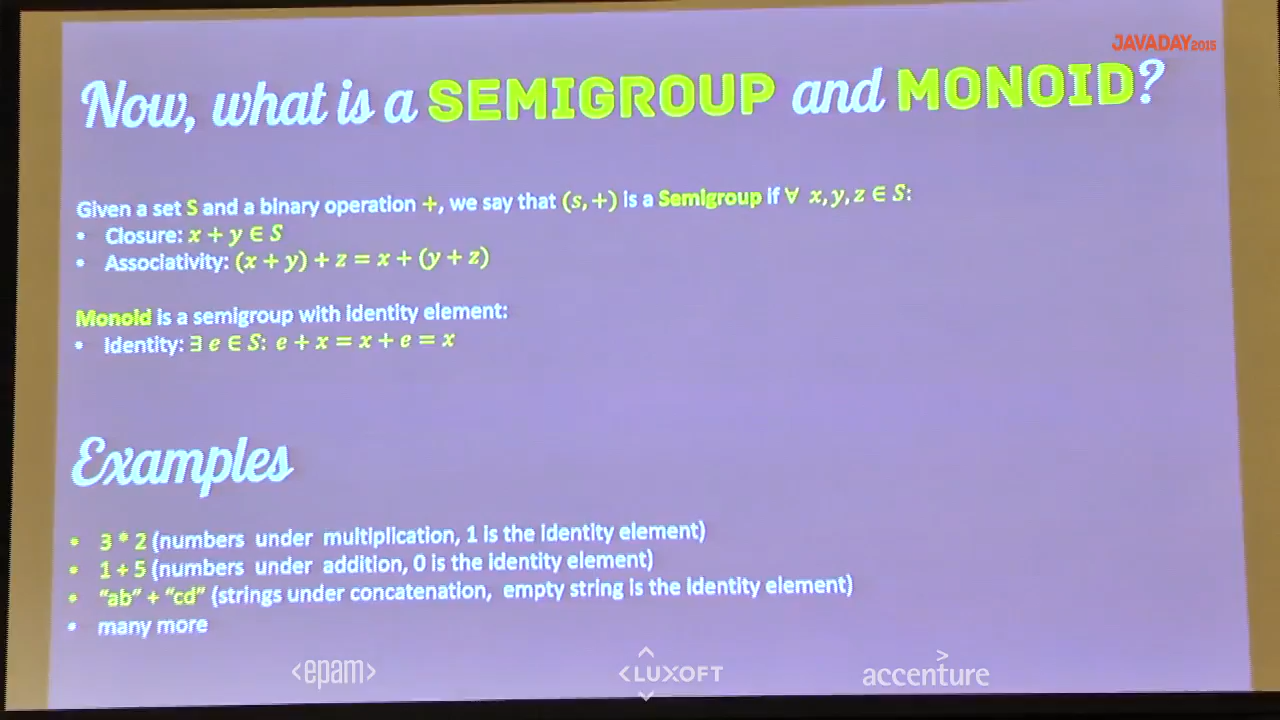 JAVADAY2015
Now, what is a SEMIGROUP and MONOID?
Given a set S and a binary operation +, we say that (s, +) is a Semigroup if ∀ x, y, z ∈ S:
• Closure: x + y ∈ S
• Associativity: (x + y) + z = x + (y + z)
Monoid is a semigroup with identity element:
• Identity: ∃ e ∈ S: e + x = x + e = x
Examples
• 3 * 2 (numbers under multiplication, 1 is the identity element)
• 1 + 5 (numbers under addition, 0 is the identity element)
• "ab" + "cd" (strings under concatenation, empty string is the identity element)
• many more
<epam> <LUXOFT> accenture